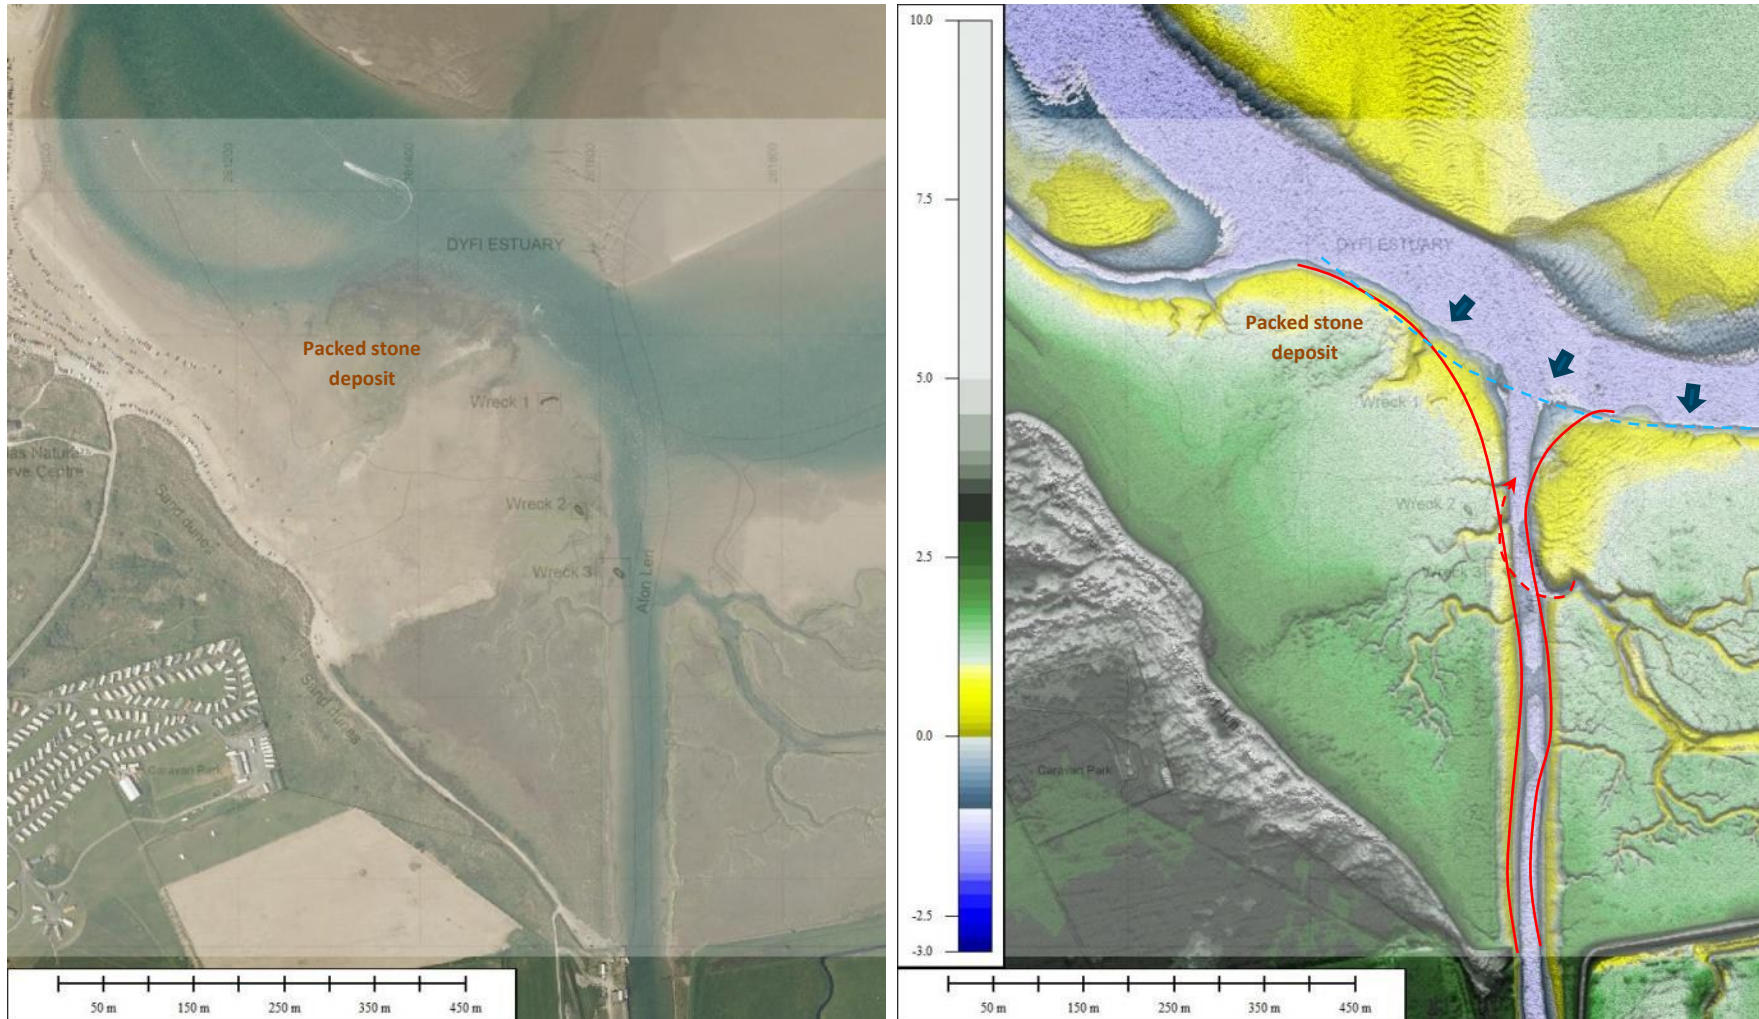 281200
DYFI ESTUARY
Packed stone
deposit
Wreck 1
Wreck 2
Wreck 3
Afon Leri
Sand dunes
Sand dunes
Caravan Park
50 m
150 m
250 m
350 m
450 m
10.0
7.5
5.0
2.5
0.0
-2.5
-3.0
DYFI ESTUARY
Packed stone
deposit
Wreck 1
Wreck 2
Wreck 3
Caravan Park
50 m
150 m
250 m
350 m
450 m